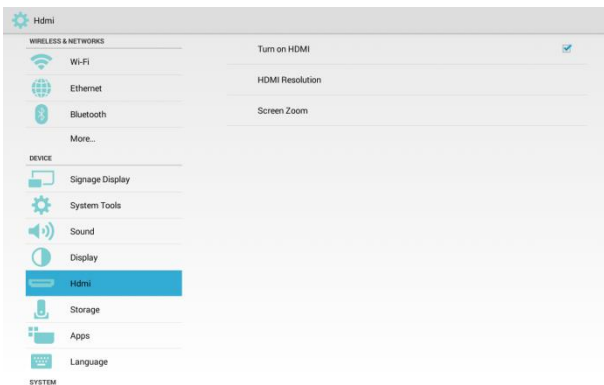 Hdmi
WIRELESS & NETWORKS
Wi-Fi
Ethernet
Bluetooth
More...
DEVICE
Signage Display
System Tools
Sound
Display
Hdmi
Storage
Apps
Language
SYSTEM
Turn on HDMI
HDMI Resolution
Screen Zoom